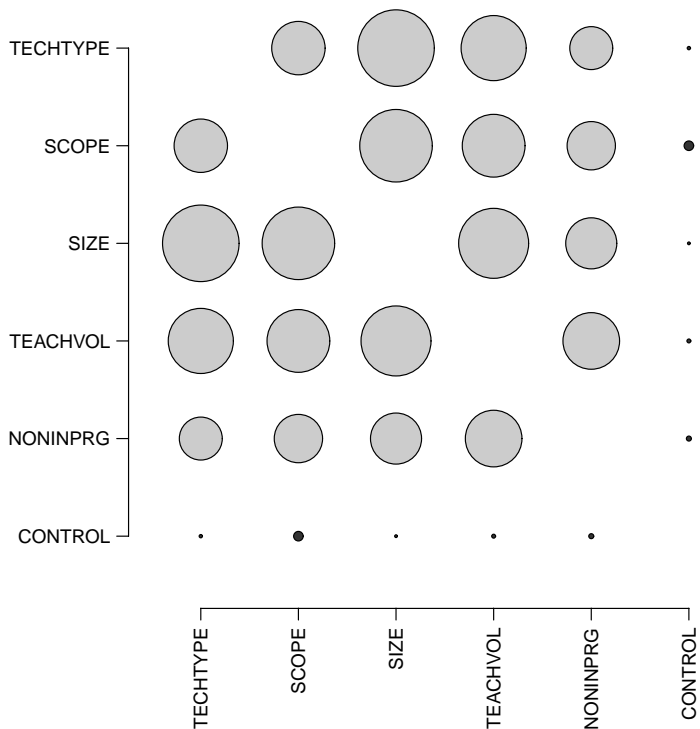 TECHTYPE
SCOPE
SIZE
TEACHVOL
NONINPRG
CONTROL
TECHTYPE
SCOPE
SIZE
TEACHVOL
NONINPRG
CONTROL